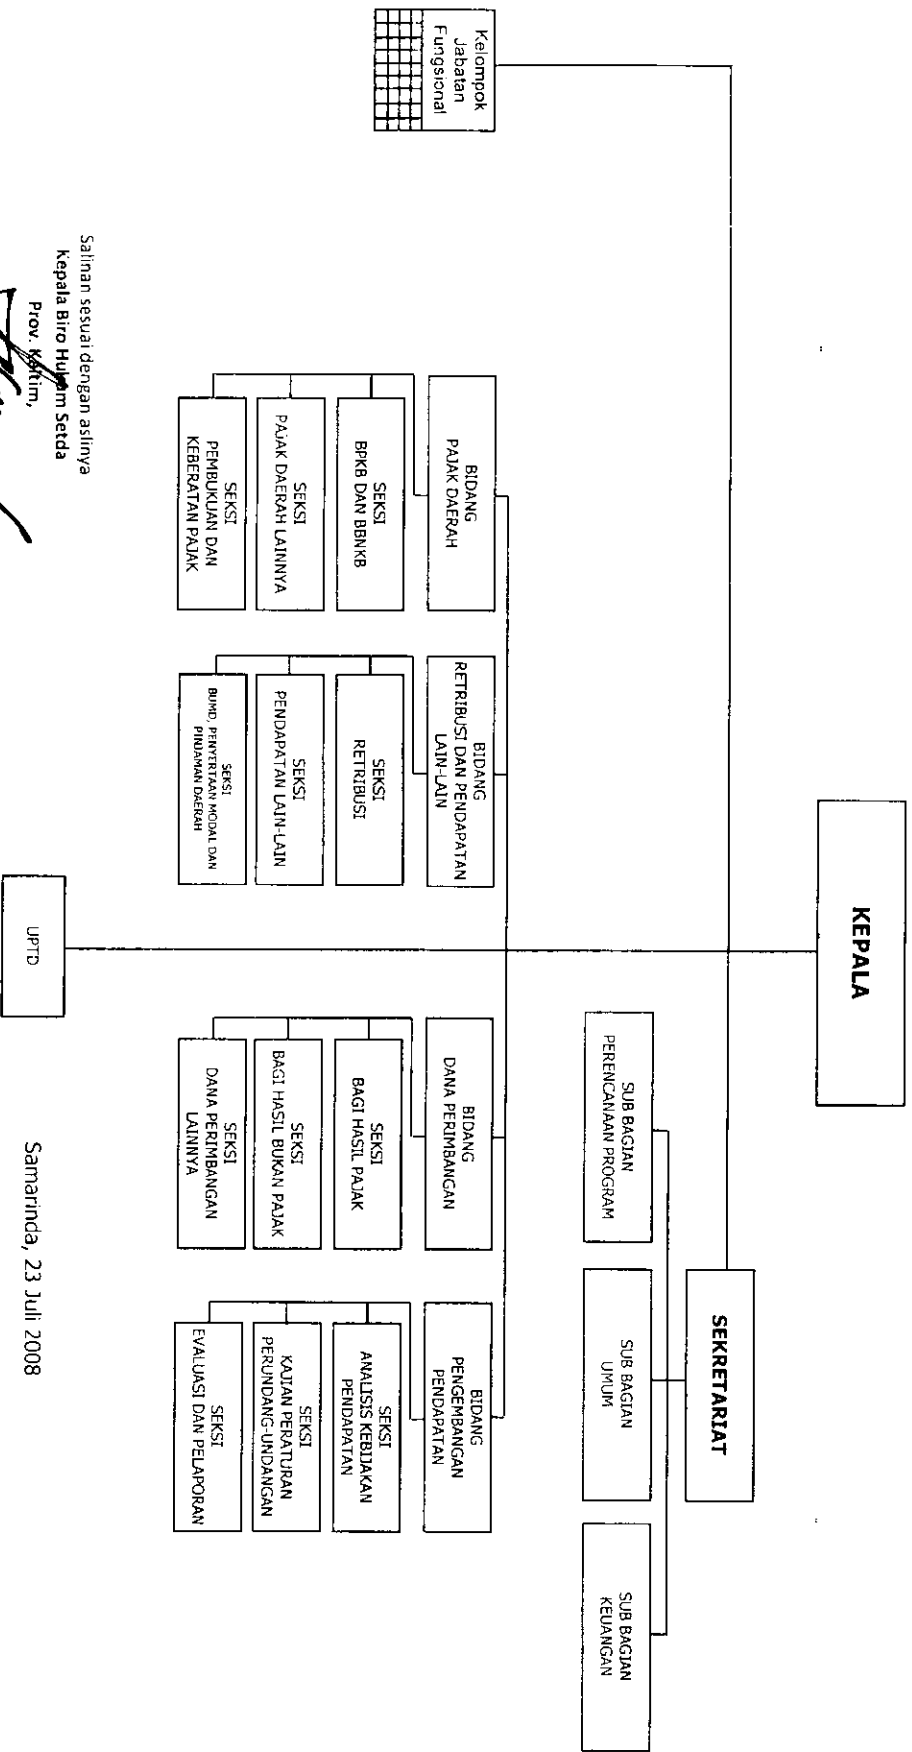 KEPALA
Kelompok
Jabatan
Fungsional
SEKRETARIAT
SUB BAGIAN
PERENCANAAN PROGRAM
SUB BAGIAN
UMUM
SUB BAGIAN
KEUANGAN
BIDANG
PAJAK DAERAH
SEKSI
BPKB DAN BBNKB
SEKSI
PAJAK DAERAH LAINNYA
SEKSI
PEMBUKUAN DAN
KEBERATAN PAJAK
BIDANG
RETRIBUSI DAN PENDAPATAN
LAIN-LAIN
SEKSI
RETRIBUSI
SEKSI
PENDAPATAN LAIN-LAIN
SEKSI
BUMD, PENYERTAAN MODAL DAN
PINJAMAN DAERAH
BIDANG
DANA PERIMBANGAN
SEKSI
BAGI HASIL PAJAK
SEKSI
BAGI HASIL BUKAN PAJAK
SEKSI
DANA PERIMBANGAN
LAINNYA
BIDANG
PENGEMBANGAN
PENDAPATAN
SEKSI
ANALISIS KEBIJAKAN
PENDAPATAN
SEKSI
KAJIAN PERATURAN
PERUNDANG-UNDANGAN
SEKSI
EVALUASI DAN PELAPORAN
UPTD
Salinan sesuai dengan aslinya
Kepala Biro Hukum Setda
Prov. Kaltim,
Samarinda, 23 Juli 2008